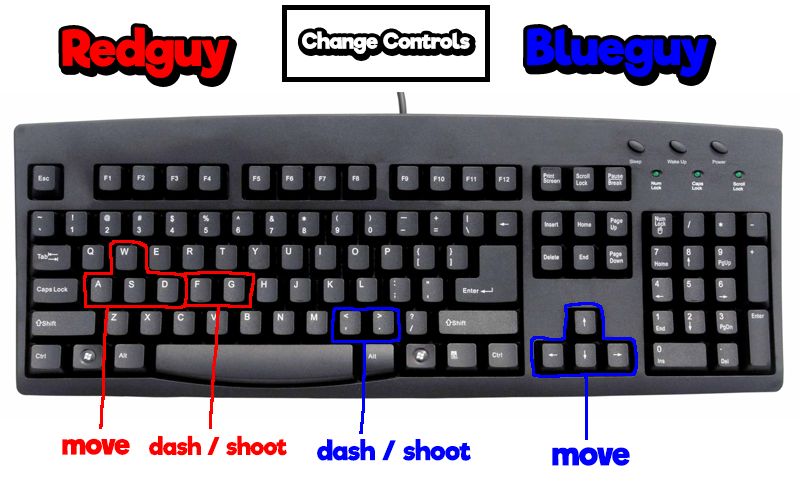 Redguy
Change Controls
Blueguy
Sleep Wake Up Power
Num Lock Caps Lock Scroll Lock
Esc F1 F2 F3 F4 F5 F6 F7 F8 F9 F10 F11 F12 Print Screen Scroll Lock Pause Break
~ ` ! 1 @ 2 # 3 $ 4 % 5 ^ 6 & 7 * 8 ( 9 ) 0 — - + = | \ ← Insert Home Page Up Num Lock / * -
Tab Q W E R T Y U I O P { [ } ] Delete End Page Down 7 Home 8 ↑ 9 PgUp +
Caps Lock A S D F G H J K L : ; " ' Enter 4 ← 5 6 →
⇧Shift Z X C V B N M < , > . ? / ⇧Shift ↑ 1 End 2 ↓ 3 PgDn Enter
Ctrl Alt Alt Ctrl ← ↓ → 0 Ins . Del
move dash / shoot dash / shoot move